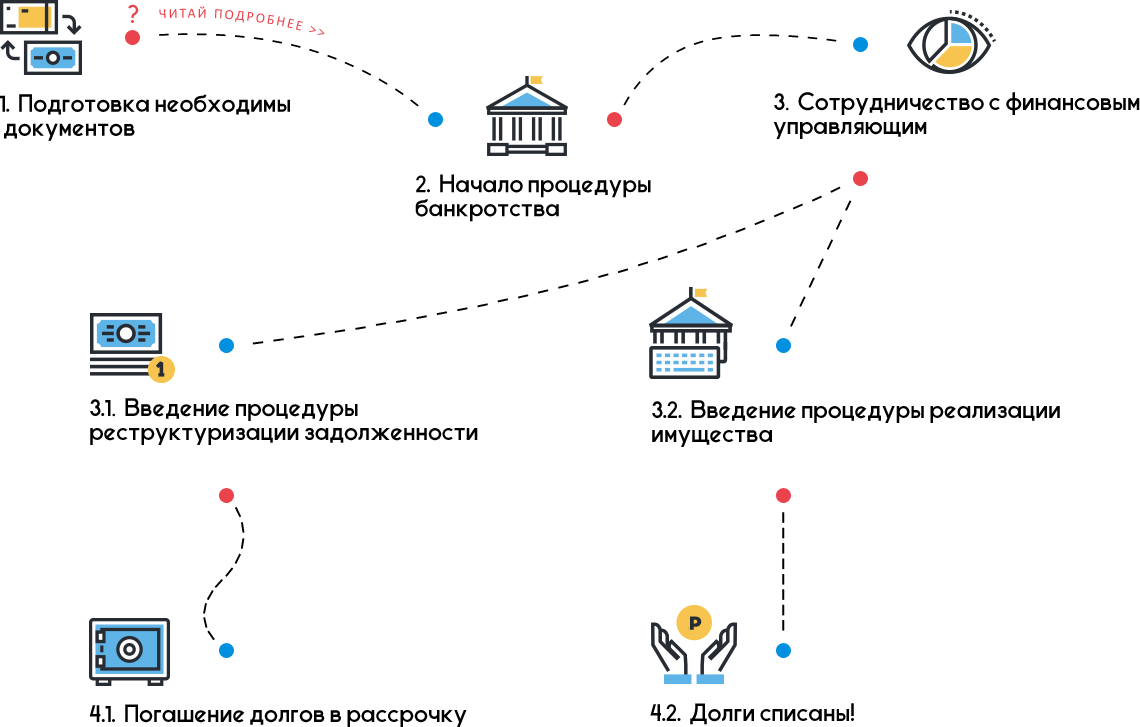 ?
ЧИТАЙ ПОДРОБНЕЕ >>
1. Подготовка необходимы
документов
2. Начало процедуры
банкротства
3. Сотрудничество с финансовым
управляющим
1
3.1. Введение процедуры
реструктуризации задолженности
3.2. Введение процедуры реализации
имущества
4.1. Погашение долгов в рассрочку
Р
4.2. Долги списаны!